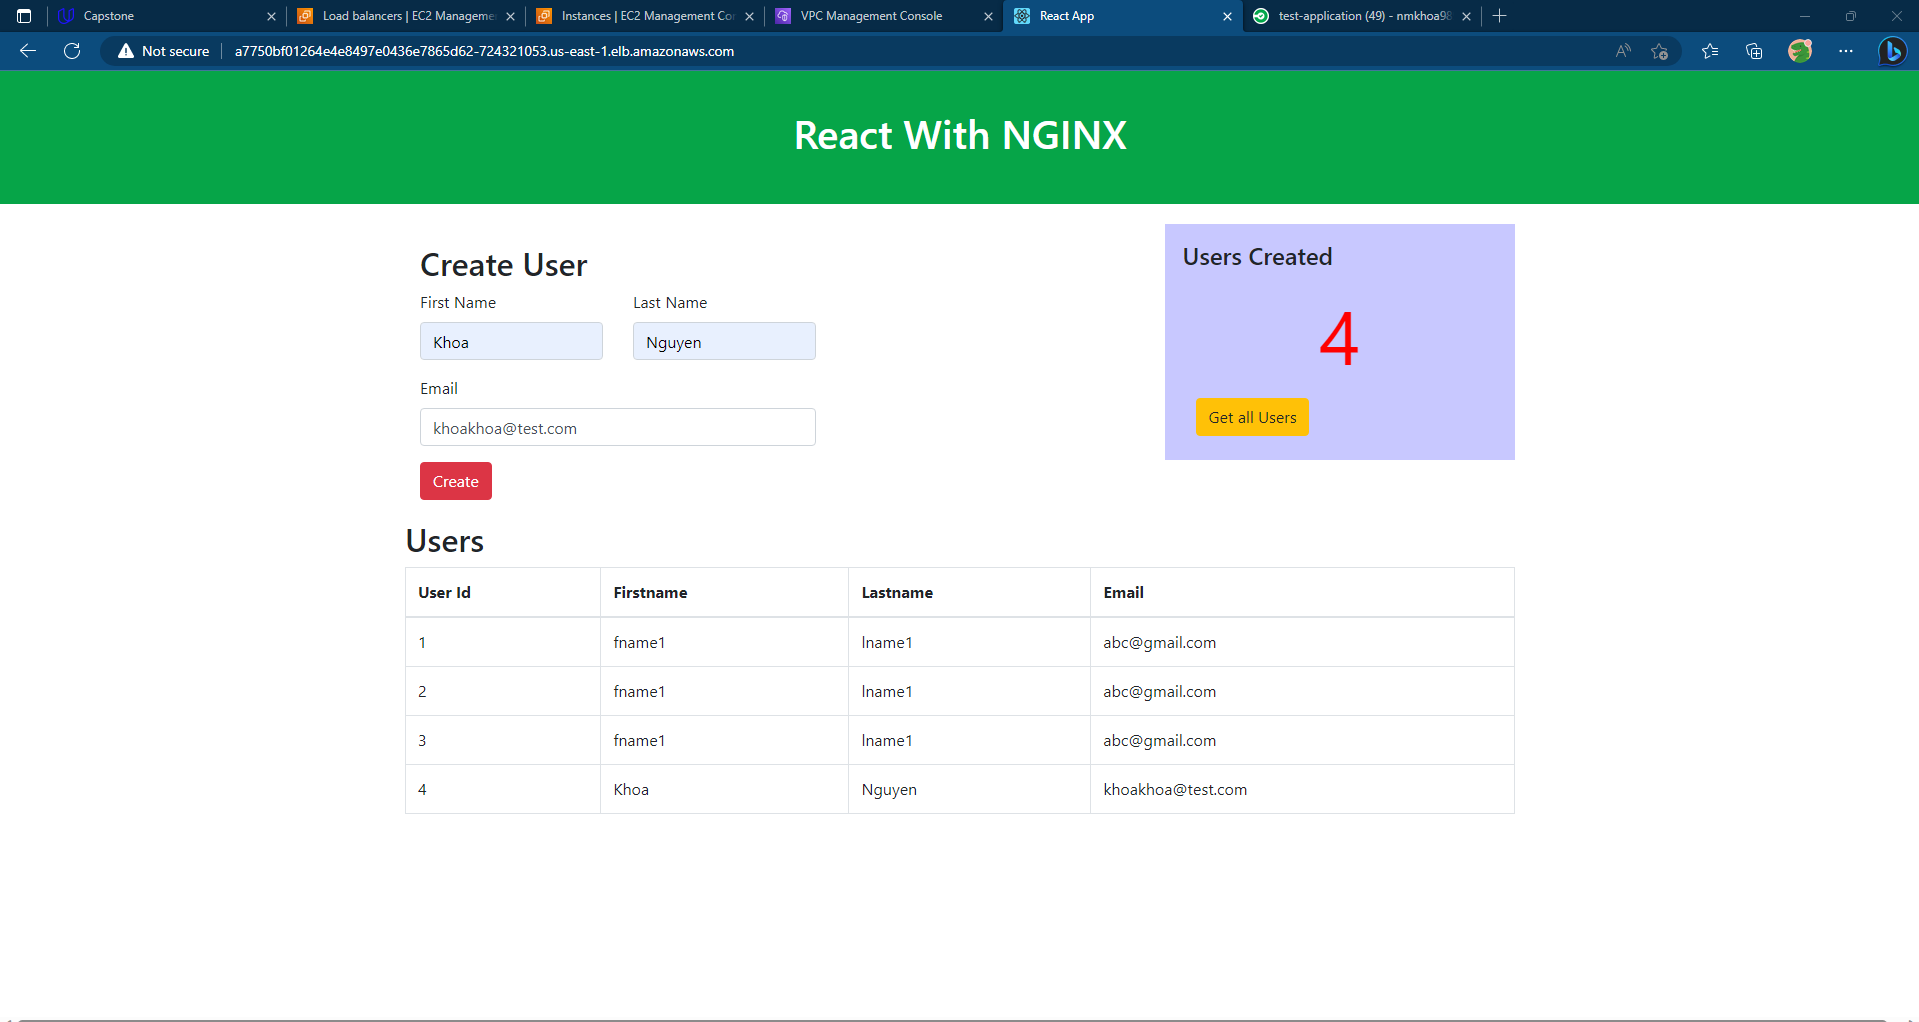 Capstone
Load balancers | EC2 Manageme
Instances | EC2 Management Co
VPC Management Console
React App
test-application (49) - nmkhoa98
Not secure
a7750bf01264e4e8497e0436e7865d62-724321053.us-east-1.elb.amazonaws.com
React With NGINX
Create User
First Name Last Name
Khoa Nguyen
Email
khoakhoa@test.com
Create
Users Created
4
Get all Users
Users
User Id Firstname Lastname Email
1 fname1 lname1 abc@gmail.com
2 fname1 lname1 abc@gmail.com
3 fname1 lname1 abc@gmail.com
4 Khoa Nguyen khoakhoa@test.com